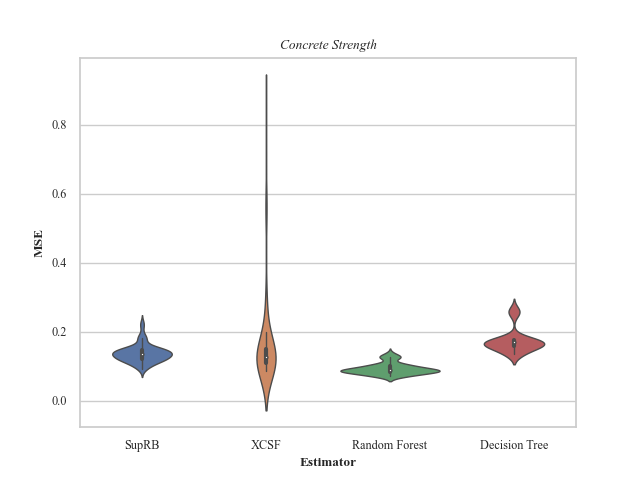 Concrete Strength
MSE
0.8
0.6
0.4
0.2
0.0
SupRB XCSF Random Forest Decision Tree
Estimator